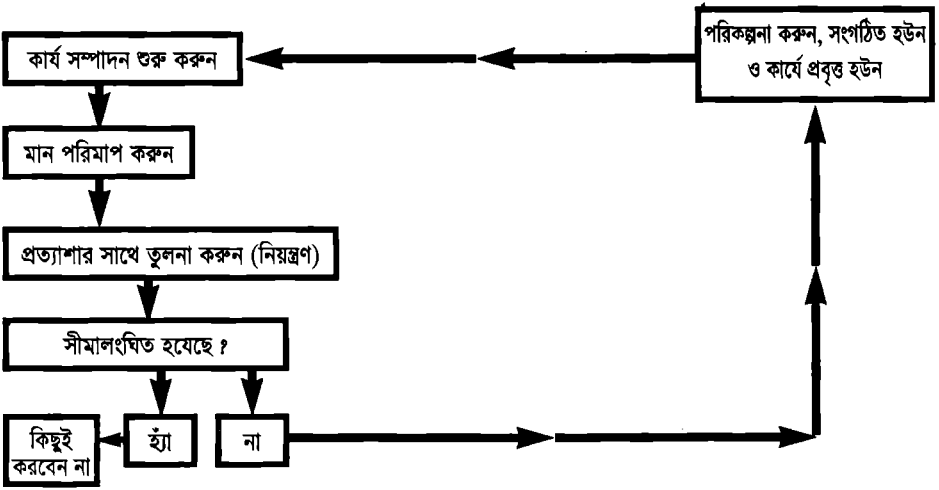 পরিকল্পনা করুন, সংগঠিত হউন
ও কার্যে প্রবৃত্ত হউন
কার্য সম্পাদন শুরু করুন
মান পরিমাপ করুন
প্রত্যাশার সাথে তুলনা করুন (নিয়ন্ত্রণ)
সীমালংঘিত হযেছে ?
কিছুই
করবেন না
হ্যাঁ
না